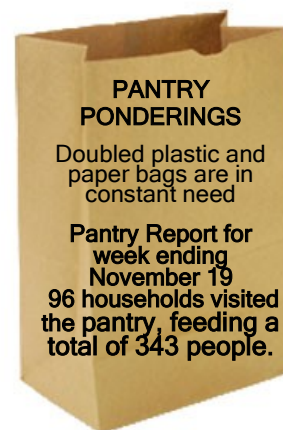 PANTRY
PONDERINGS
Doubled plastic and
paper bags are in
constant need
Pantry Report for
week ending
November 19
96 households visited
the pantry, feeding a
total of 343 people.